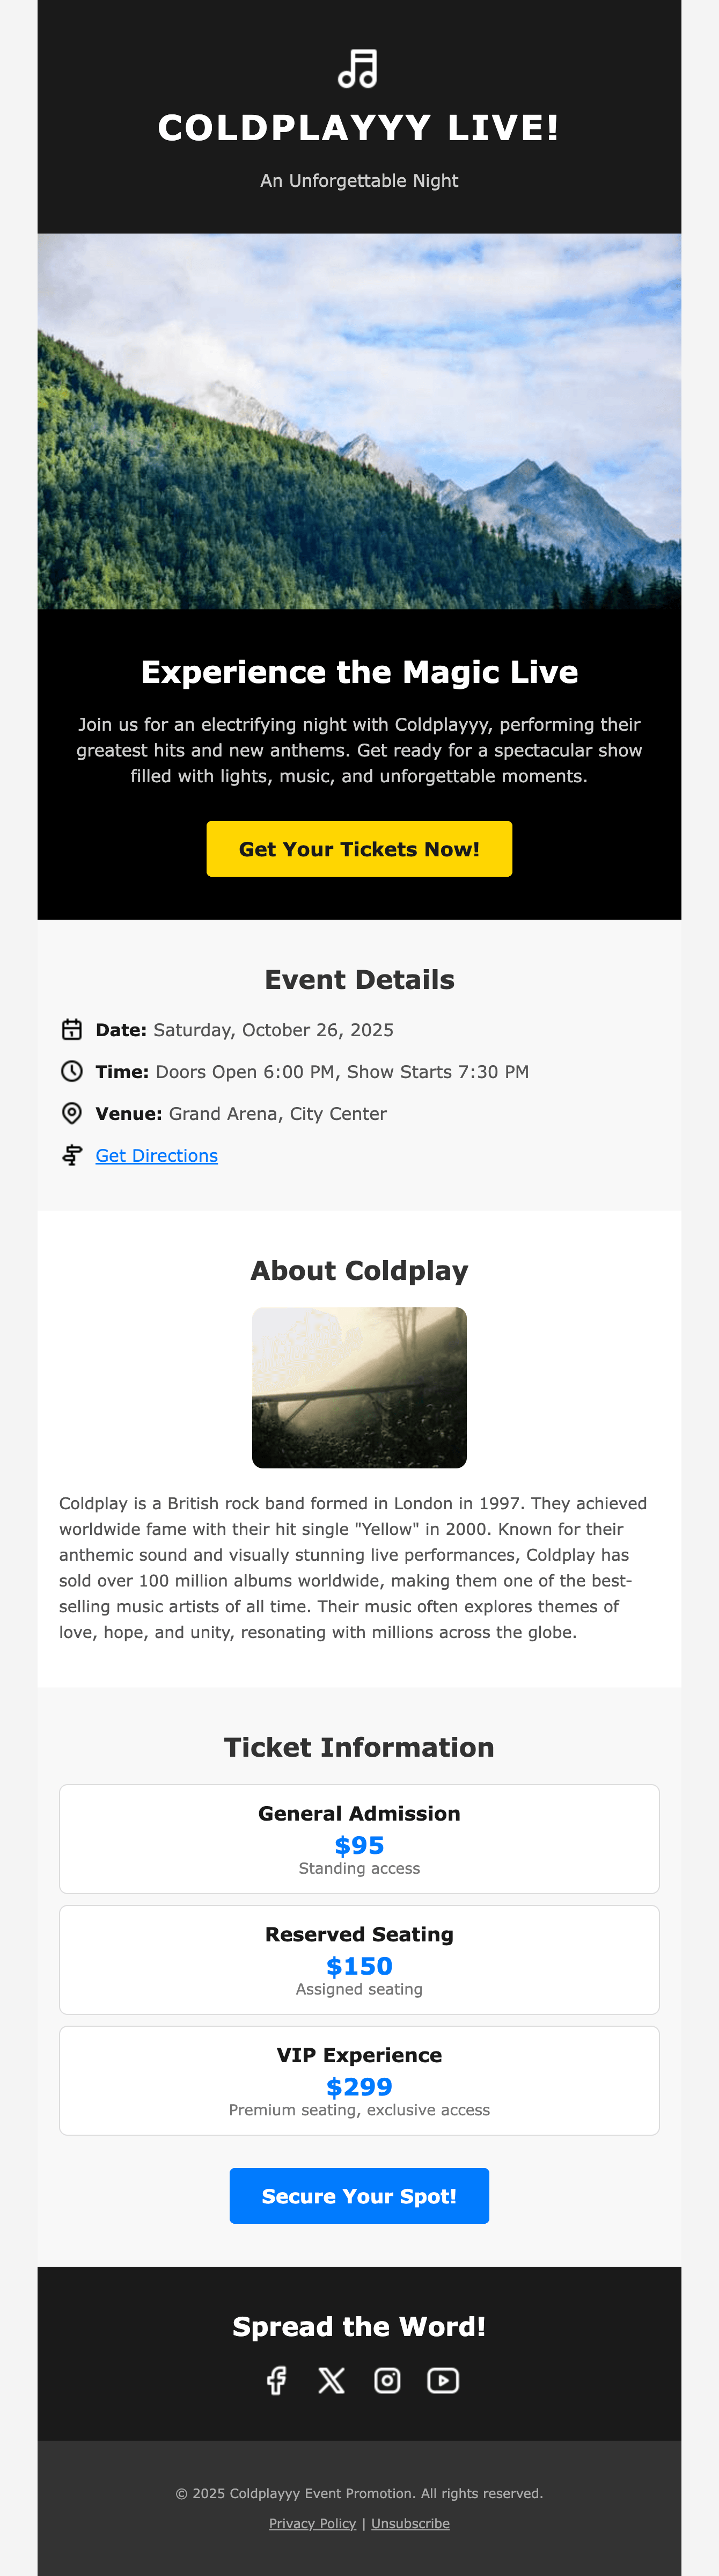 COLDPLAYYY LIVE!
An Unforgettable Night
Experience the Magic Live
Join us for an electrifying night with Coldplayyy, performing their
greatest hits and new anthems. Get ready for a spectacular show
filled with lights, music, and unforgettable moments.
Get Your Tickets Now!
Event Details
Date: Saturday, October 26, 2025
Time: Doors Open 6:00 PM, Show Starts 7:30 PM
Venue: Grand Arena, City Center
Get Directions
About Coldplay
Coldplay is a British rock band formed in London in 1997. They achieved
worldwide fame with their hit single "Yellow" in 2000. Known for their
anthemic sound and visually stunning live performances, Coldplay has
sold over 100 million albums worldwide, making them one of the best-
selling music artists of all time. Their music often explores themes of
love, hope, and unity, resonating with millions across the globe.
Ticket Information
General Admission
$95
Standing access
Reserved Seating
$150
Assigned seating
VIP Experience
$299
Premium seating, exclusive access
Secure Your Spot!
Spread the Word!
© 2025 Coldplayyy Event Promotion. All rights reserved.
Privacy Policy | Unsubscribe